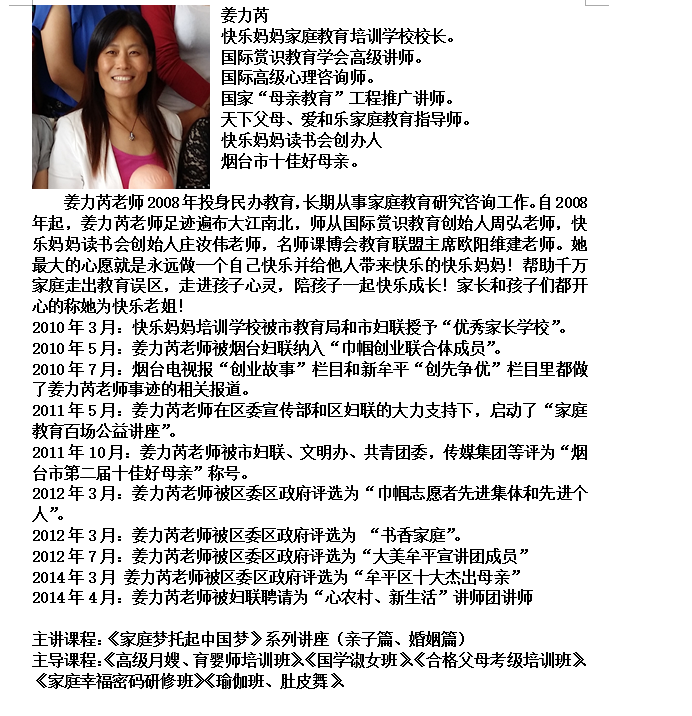 姜力芮
快乐妈妈家庭教育培训学校校长。
国际赏识教育学会高级讲师。
国际高级心理咨询师。
国家“母亲教育”工程推广讲师。
天下父母、爱和乐家庭教育指导师。
快乐妈妈读书会创办人
烟台市十佳好母亲。
姜力芮老师 2008 年投身民办教育,长期从事家庭教育研究咨询工作。自 2008
年起，姜力芮老师足迹遍布大江南北，师从国际赏识教育创始人周弘老师，快
乐妈妈读书会创始人庄汝伟老师，名师课博会教育联盟主席欧阳维建老师。她
最大的心愿就是永远做一个自己快乐并给他人带来快乐的快乐妈妈！帮助千万
家庭走出教育误区，走进孩子心灵，陪孩子一起快乐成长！家长和孩子们都开
心的称她为快乐老姐！
2010 年 3 月：快乐妈妈培训学校被市教育局和市妇联授予“优秀家长学校”。
2010 年 5 月：姜力芮老师被烟台妇联纳入“巾帼创业联合体成员”。
2010 年 7 月：烟台电视报“创业故事”栏目和新牟平“创先争优”栏目里都做
了姜力芮老师事迹的相关报道。
2011 年 5 月：姜力芮老师在区委宣传部和区妇联的大力支持下，启动了“家庭
教育百场公益讲座”。
2011 年 10 月：姜力芮老师被市妇联、文明办、共青团委，传媒集团等评为“烟
台市第二届十佳好母亲”称号。
2012 年 3 月：姜力芮老师被区委区政府评选为“巾帼志愿者先进集体和先进个
人”。
2012 年 3 月：姜力芮老师被区委区政府评选为 “书香家庭”。
2012 年 7 月：姜力芮老师被区委区政府评选为“大美牟平宣讲团成员”
2014 年 3 月 姜力芮老师被区委区政府评选为“牟平区十大杰出母亲”
2014 年 4 月：姜力芮老师被妇联聘请为“心农村、新生活”讲师团讲师
主讲课程：《家庭梦托起中国梦》系列讲座（亲子篇、婚姻篇）
主导课程：《高级月嫂、育婴师培训班》、《国学淑女班》、《合格父母考级培训班》、
《家庭幸福密码研修班》《瑜伽班、肚皮舞》、